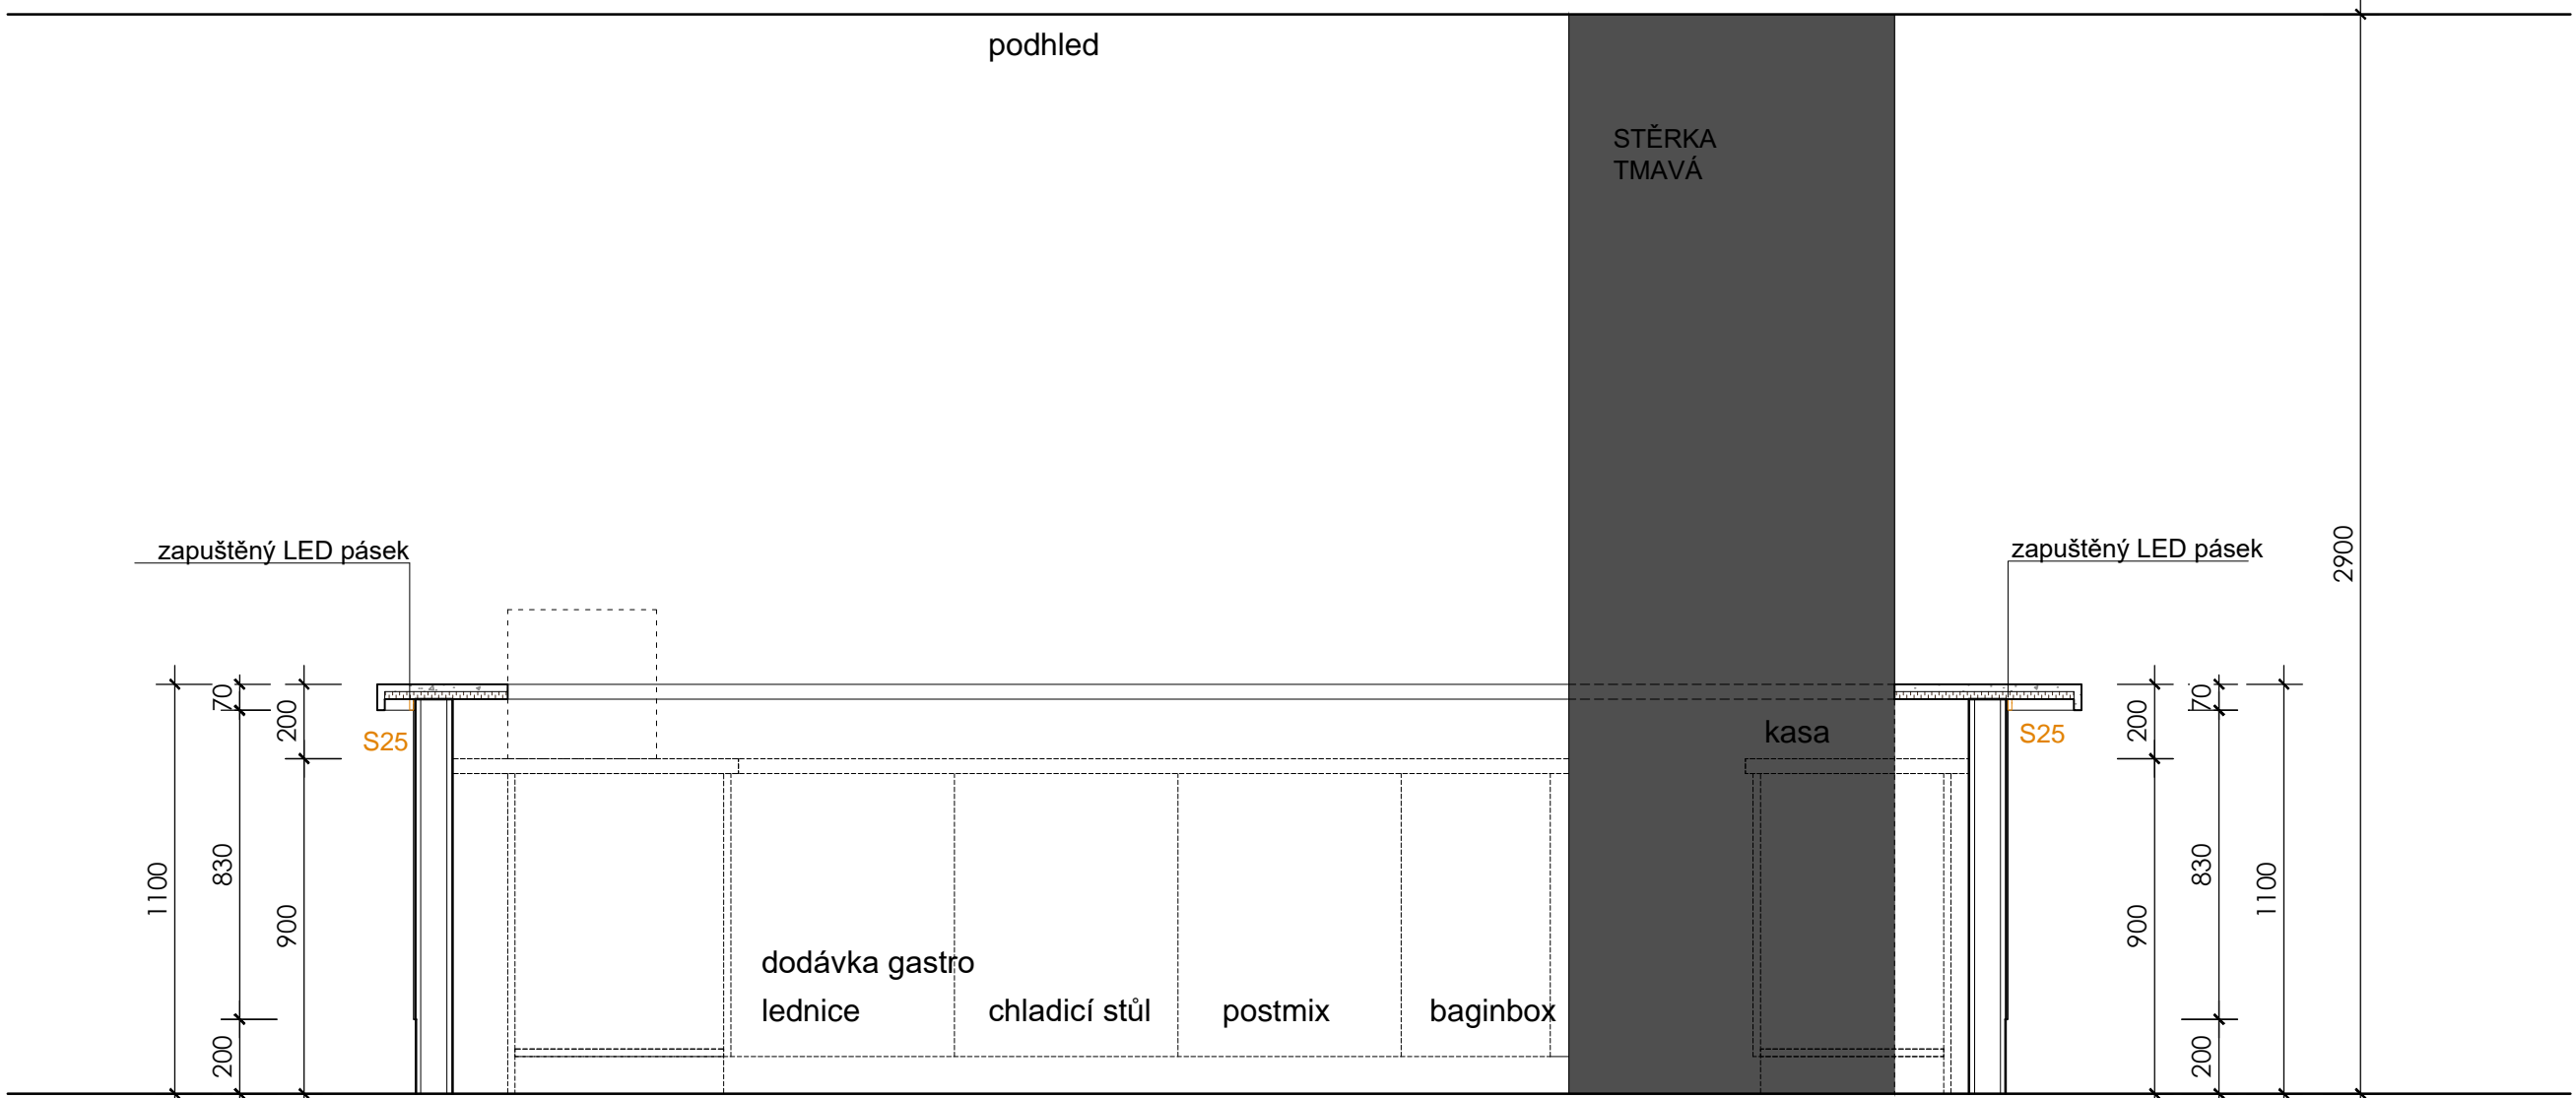 podhled
STĚRKA
TMAVÁ
zapuštěný LED pásek
zapuštěný LED pásek
2900
70
200
S25
kasa
S25
200
70
1100
830
900
900
830
1100
dodávka gastro
lednice
chladicí stůl
postmix
baginbox
200
200